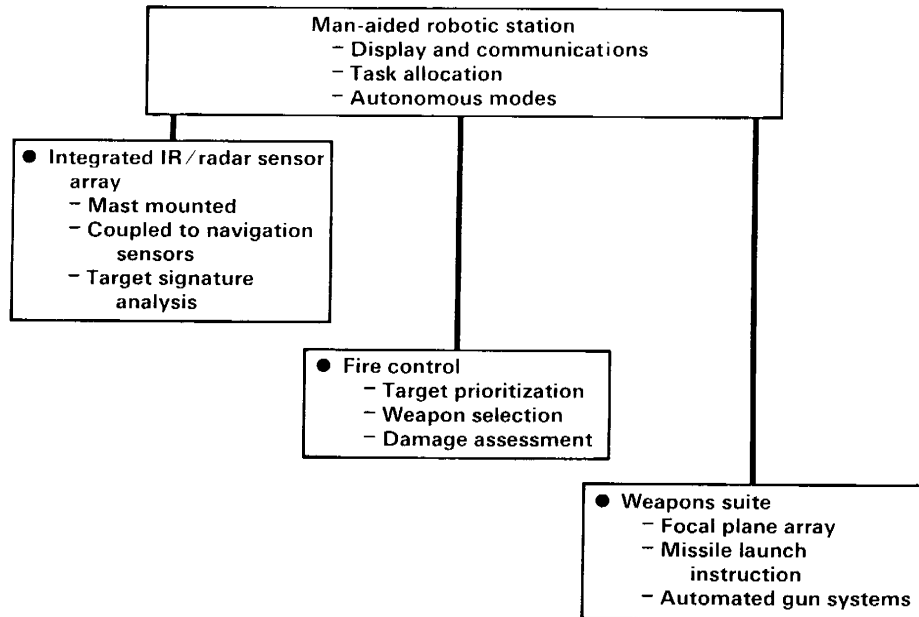 Man-aided robotic station
– Display and communications
– Task allocation
– Autonomous modes
● Integrated IR/radar sensor
array
– Mast mounted
– Coupled to navigation
sensors
– Target signature
analysis
● Fire control
– Target prioritization
– Weapon selection
– Damage assessment
● Weapons suite
– Focal plane array
– Missile launch
instruction
– Automated gun systems